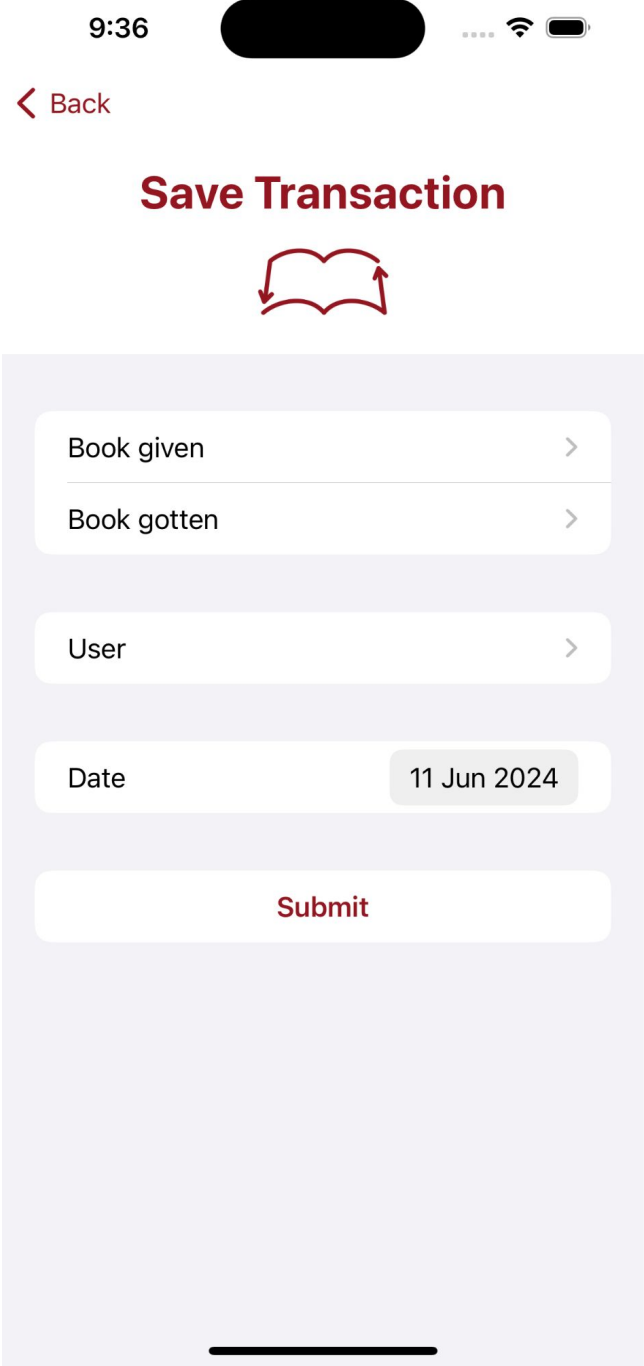 9:36
Back
Save Transaction
Book given
Book gotten
User
Date 11 Jun 2024
Submit